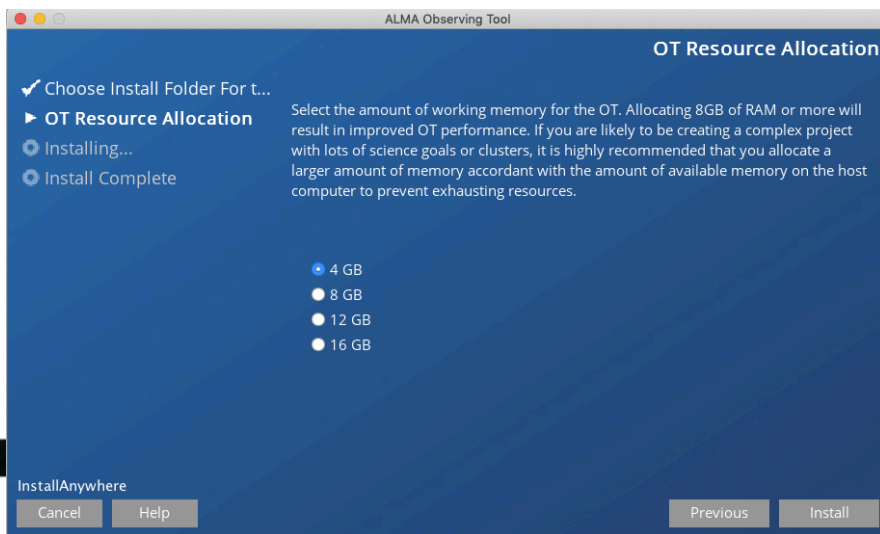 ALMA Observing Tool
OT Resource Allocation
Choose Install Folder For t...
OT Resource Allocation
Installing...
Install Complete
Select the amount of working memory for the OT. Allocating 8GB of RAM or more will
result in improved OT performance. If you are likely to be creating a complex project
with lots of science goals or clusters, it is highly recommended that you allocate a
larger amount of memory accordant with the amount of available memory on the host
computer to prevent exhausting resources.
4 GB
8 GB
12 GB
16 GB
InstallAnywhere
Cancel Help Previous Install